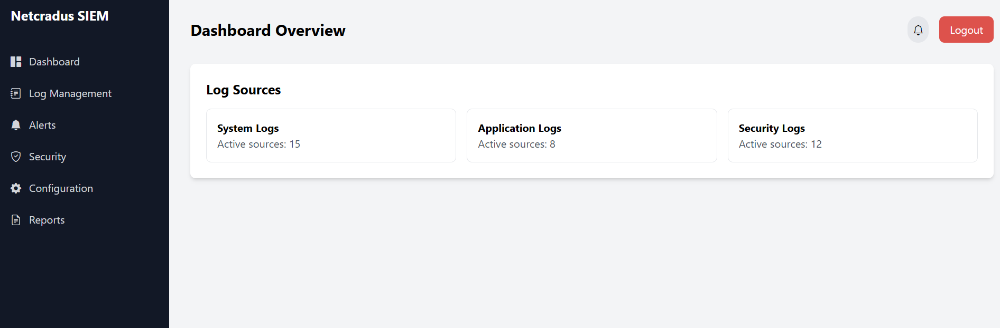 Netcradus SIEM
Dashboard
Log Management
Alerts
Security
Configuration
Reports
Dashboard Overview
Logout
Log Sources
System Logs
Active sources: 15
Application Logs
Active sources: 8
Security Logs
Active sources: 12